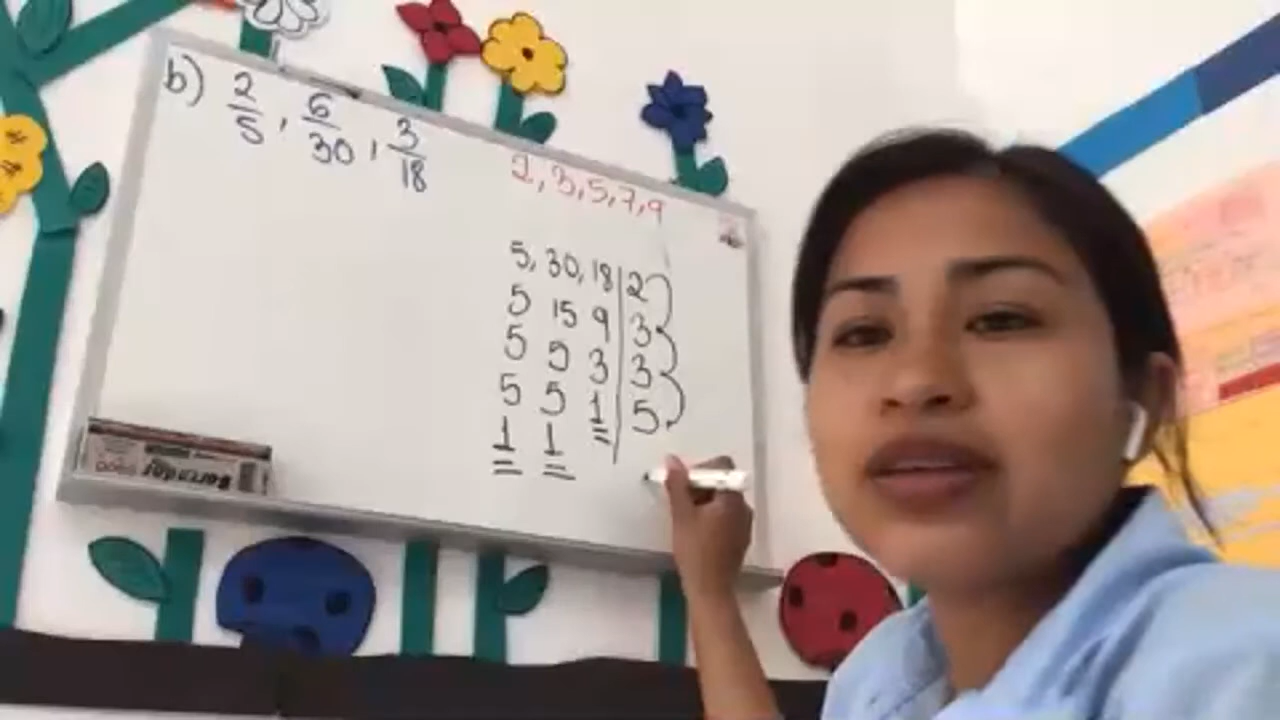 b) 2/5, 6/30, 3/18
2, 3, 5, 7, 9
5, 30, 18 | 2
5 15 9 | 3
5 5 3 | 3
5 5 1 | 5
1 1